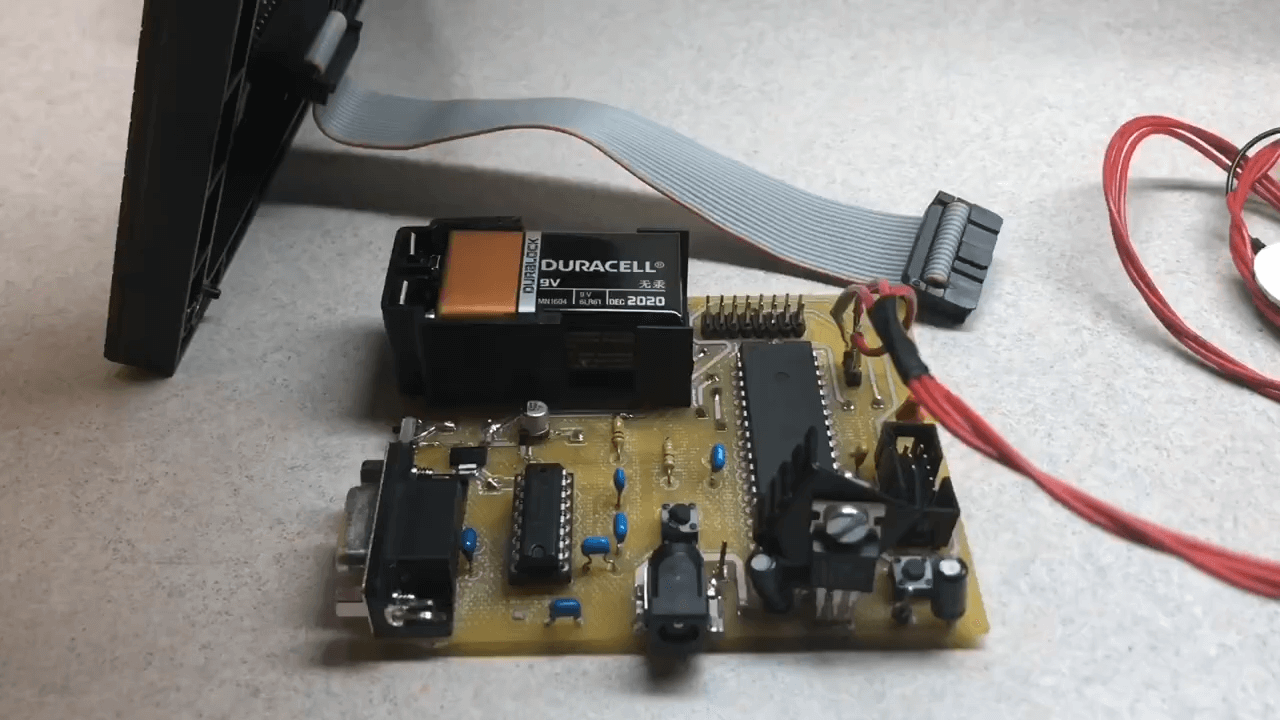 DURALOCK
DURACELL®
9V
无汞
MN1604
9V
6LR61
DEC 2020